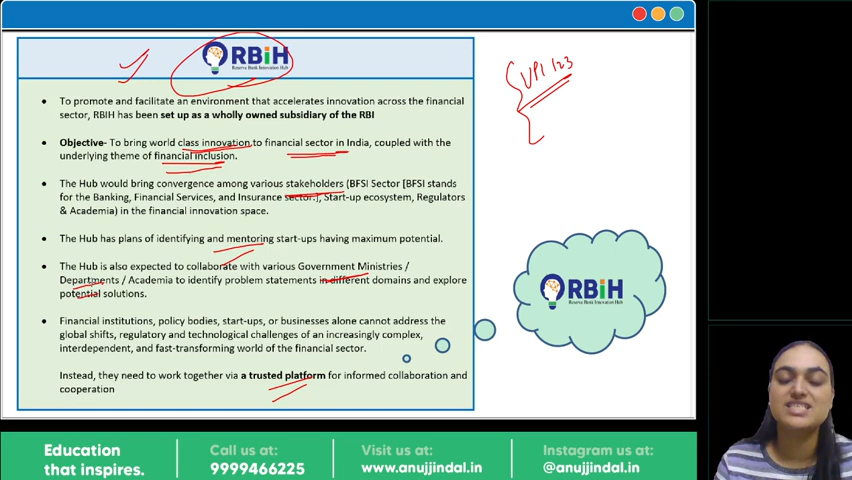 RBiH
Reserve Bank Innovation Hub
UPI 123
To promote and facilitate an environment that accelerates innovation across the financial
sector, RBIH has been set up as a wholly owned subsidiary of the RBI
Objective- To bring world class innovation to financial sector in India, coupled with the
underlying theme of financial inclusion.
The Hub would bring convergence among various stakeholders (BFSI Sector [BFSI stands
for the Banking, Financial Services, and Insurance sector.], Start-up ecosystem, Regulators
& Academia) in the financial innovation space.
The Hub has plans of identifying and mentoring start-ups having maximum potential.
The Hub is also expected to collaborate with various Government Ministries /
Departments / Academia to identify problem statements in different domains and explore
potential solutions.
Financial institutions, policy bodies, start-ups, or businesses alone cannot address the
global shifts, regulatory and technological challenges of an increasingly complex,
interdependent, and fast-transforming world of the financial sector.
Instead, they need to work together via a trusted platform for informed collaboration and
cooperation
RBiH
Reserve Bank Innovation Hub
Education
that inspires.
Call us at:
9999466225
Visit us at:
www.anujjindal.in
Instagram us at:
@anujjindal.in